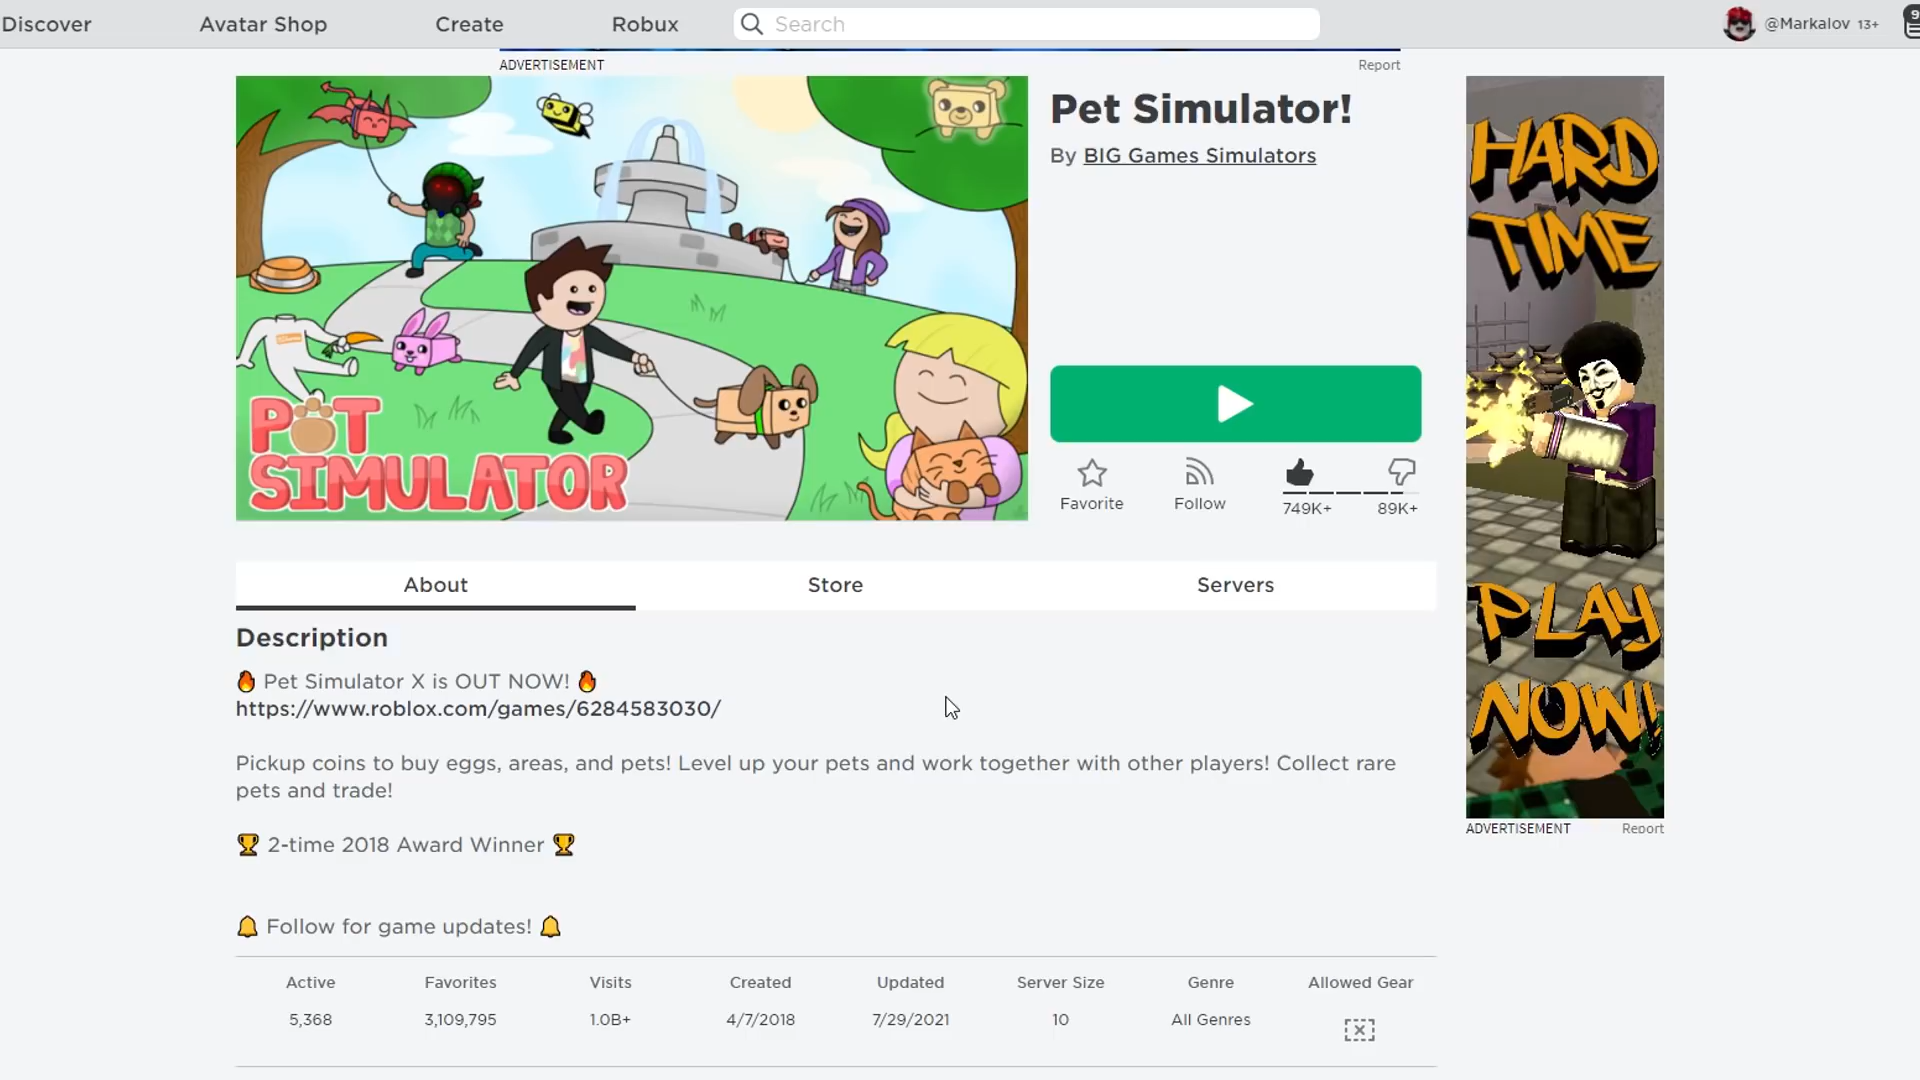 Discover
Avatar Shop
Create
Robux
Search
@Markalov 13+
9
ADVERTISEMENT
Report
PET
SIMULATOR
Pet Simulator!
By BIG Games Simulators
Favorite
Follow
749K+
89K+
HARD
TIME
PLAY
NOW!
ADVERTISEMENT
Report
About
Store
Servers
Description
🔥 Pet Simulator X is OUT NOW! 🔥
https://www.roblox.com/games/6284583030/
Pickup coins to buy eggs, areas, and pets! Level up your pets and work together with other players! Collect rare
pets and trade!
🏆 2-time 2018 Award Winner 🏆
🔔 Follow for game updates! 🔔
Active
Favorites
Visits
Created
Updated
Server Size
Genre
Allowed Gear
5,368
3,109,795
1.0B+
4/7/2018
7/29/2021
10
All Genres